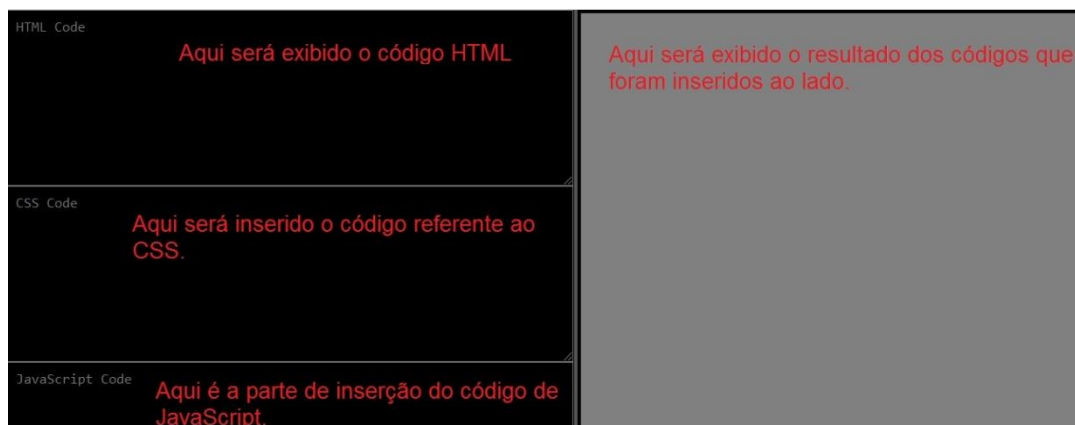 HTML Code
Aqui será exibido o código HTML
CSS Code
Aqui será inserido o código referente ao
CSS.
JavaScript Code
Aqui é a parte de inserção do código de
JavaScript.
Aqui será exibido o resultado dos códigos que
foram inseridos ao lado.